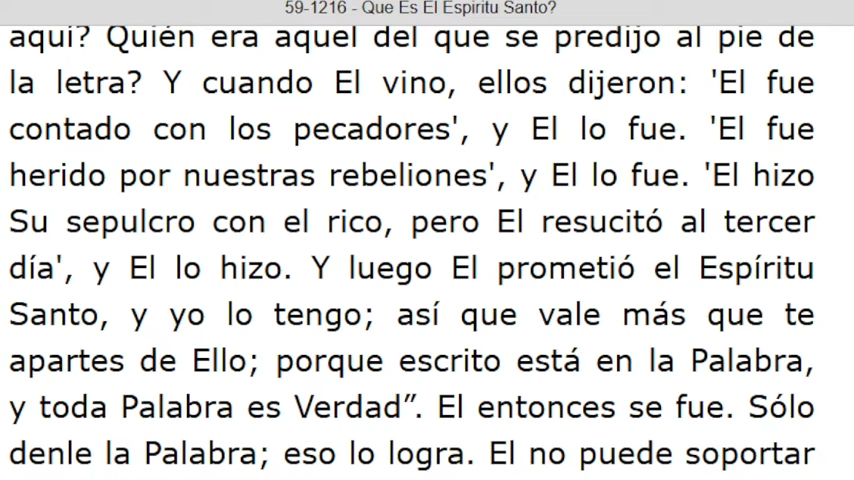 59-1216 - Que Es El Espiritu Santo?
aquí? Quién era aquel del que se predijo al pie de
la letra? Y cuando El vino, ellos dijeron: 'El fue
contado con los pecadores', y El lo fue. 'El fue
herido por nuestras rebeliones', y El lo fue. 'El hizo
Su sepulcro con el rico, pero El resucitó al tercer
día', y El lo hizo. Y luego El prometió el Espíritu
Santo, y yo lo tengo; así que vale más que te
apartes de Ello; porque escrito está en la Palabra,
y toda Palabra es Verdad”. El entonces se fue. Sólo
denle la Palabra; eso lo logra. El no puede soportar